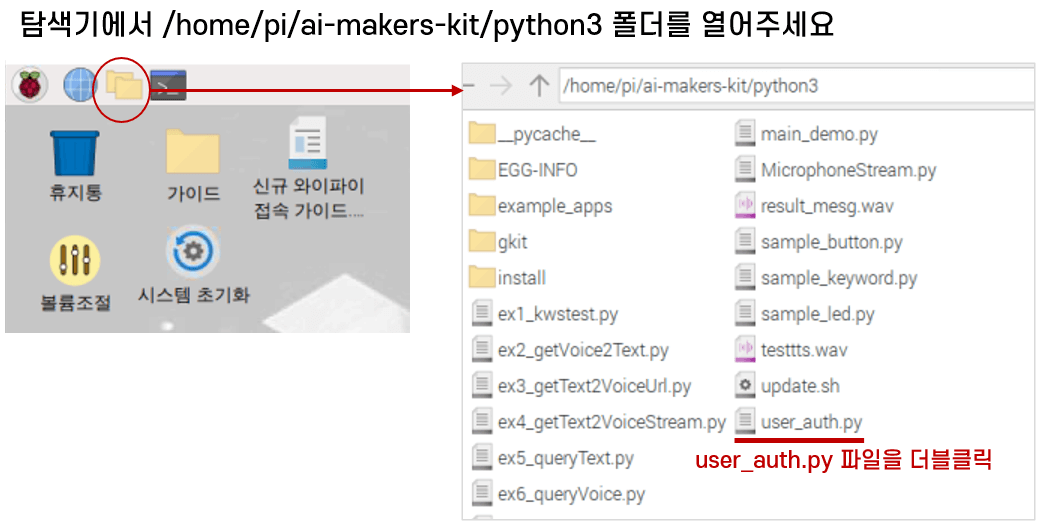 탐색기에서 /home/pi/ai-makers-kit/python3 폴더를 열어주세요
/home/pi/ai-makers-kit/python3
휴지통
가이드
신규 와이파이
접속 가이드....
볼륨조절
시스템 초기화
__pycache__
EGG-INFO
example_apps
gkit
install
ex1_kwstest.py
ex2_getVoice2Text.py
ex3_getText2VoiceUrl.py
ex4_getText2VoiceStream.py
ex5_queryText.py
ex6_queryVoice.py
main_demo.py
MicrophoneStream.py
result_mesg.wav
sample_button.py
sample_keyword.py
sample_led.py
testtts.wav
update.sh
user_auth.py
user_auth.py 파일을 더블클릭